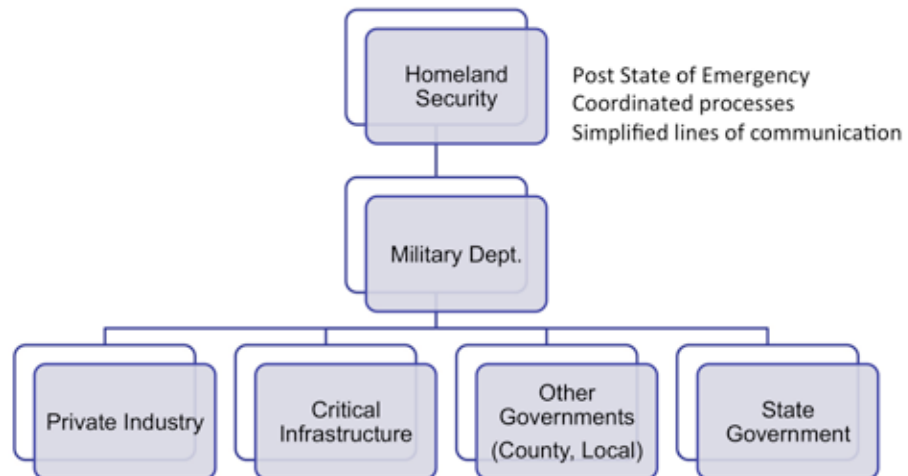 Homeland
Security
Post State of Emergency
Coordinated processes
Simplified lines of communication
Military Dept.
Private Industry
Critical
Infrastructure
Other
Governments
(County, Local)
State
Government